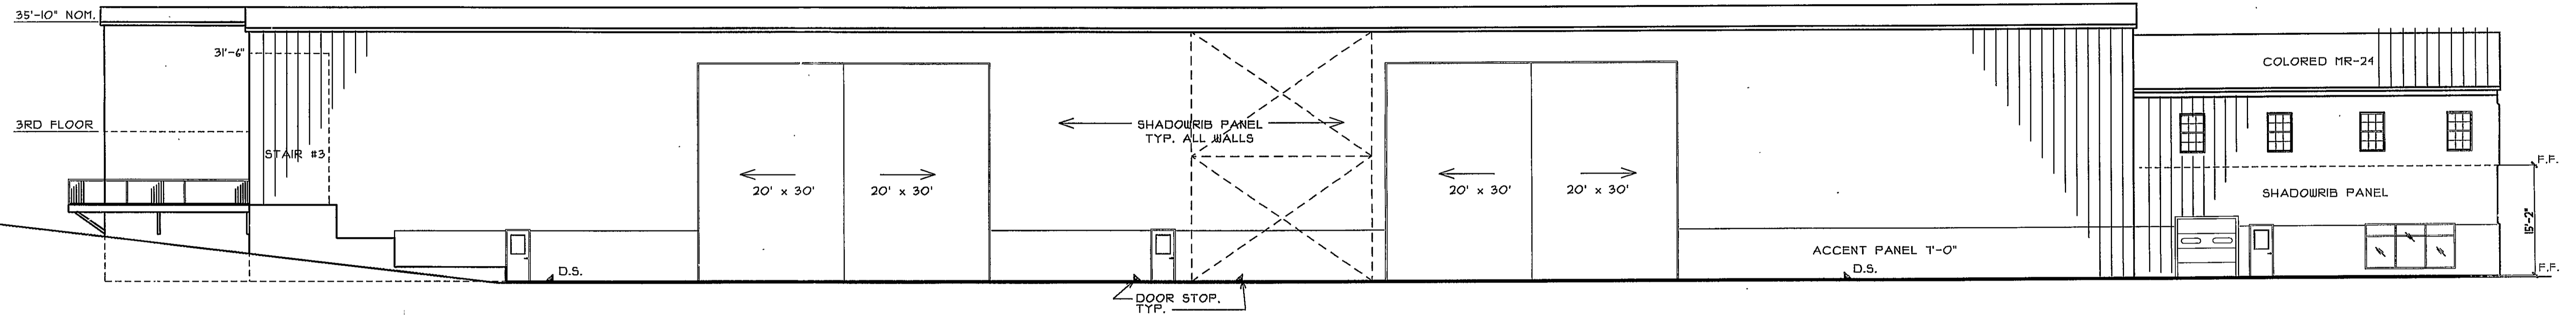 35'-10" NOM.
31'-6"
COLORED MR-24
3RD FLOOR
SHADOWRIB PANEL
TYP. ALL WALLS
STAIR #3
F.F.
20' x 30'
20' x 30'
20' x 30'
20' x 30'
SHADOWRIB PANEL
15'-2"
ACCENT PANEL 7'-0"
D.S.
D.S.
F.F.
DOOR STOP.
TYP.